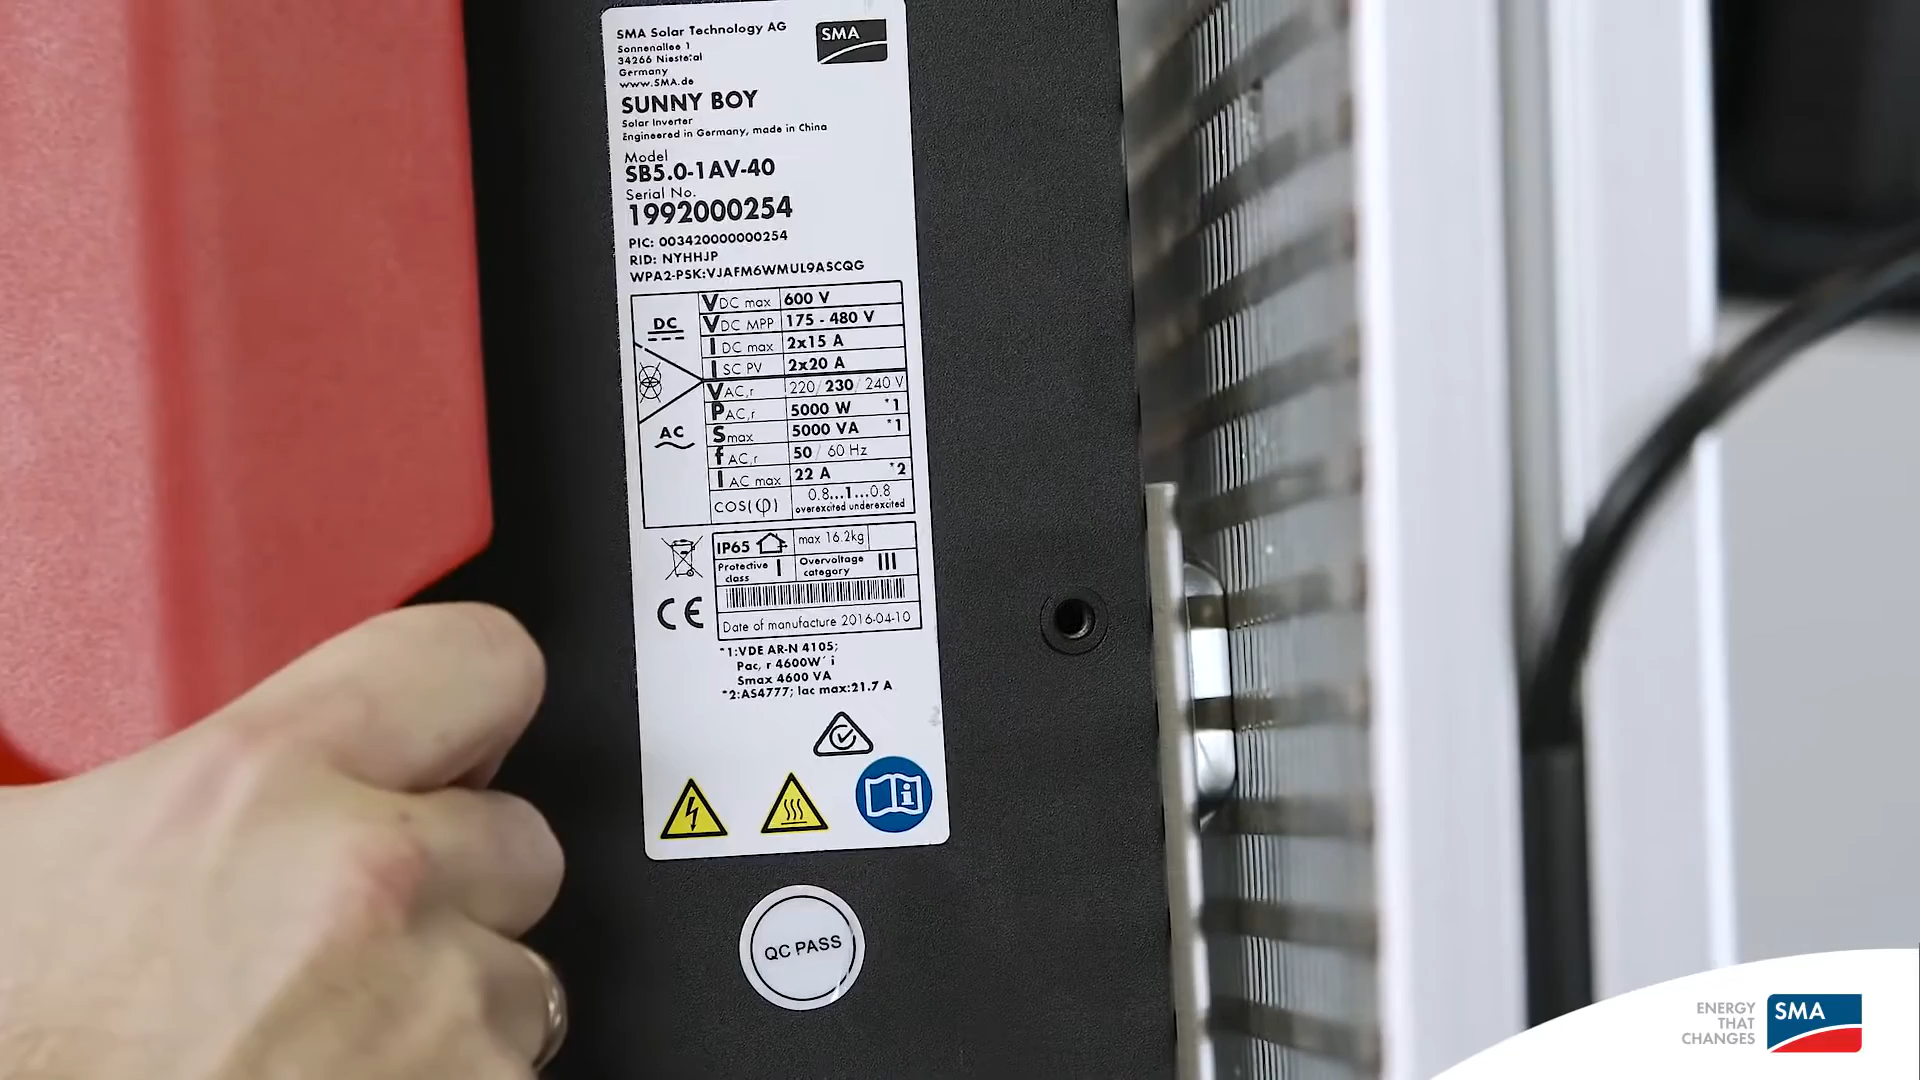 SMA Solar Technology AG
Sonnenallee 1
34266 Niestetal
Germany
www.SMA.de
SMA
SUNNY BOY
Solar Inverter
Engineered in Germany, made in China
Model
SB5.0-1AV-40
Serial No.
1992000254
PIC: 003420000000254
RID: NYHHJP
WPA2-PSK:VJAFM6WMUL9ASCQG
DC
VDC max 600 V
VDC MPP 175 - 480 V
IDC max 2x15 A
ISC PV 2x20 A
VAC,r 220/ 230/ 240 V
PAC,r 5000 W *1
AC
Smax 5000 VA *1
fAC,r 50 / 60 Hz
IAC max 22 A *2
COS(φ) 0.8...1...0.8
overexcited underexcited
IP65 max 16.2kg
Protective class I Overvoltage category III
CE
Date of manufacture 2016-04-10
*1:VDE AR-N 4105;
Pac, r 4600W´ i
Smax 4600 VA
*2:AS4777; Iac max:21.7 A
QC PASS
ENERGY
THAT
CHANGES
SMA